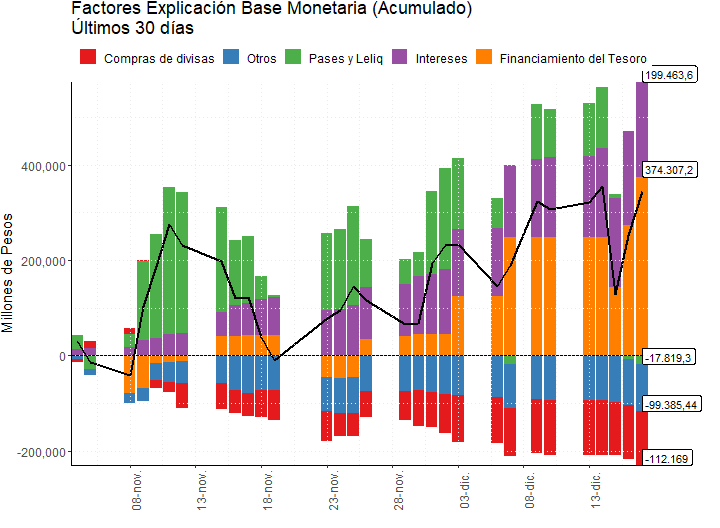 Factores Explicación Base Monetaria (Acumulado)
Últimos 30 días
Compras de divisas Otros Pases y Leliq Intereses Financiamiento del Tesoro
199.463,6
400,000
374.307,2
200,000
Millones de Pesos
0
-17.819,3
-99.385,44
-200,000
-112.169
08-nov. 13-nov. 18-nov. 23-nov. 28-nov. 03-dic. 08-dic. 13-dic.